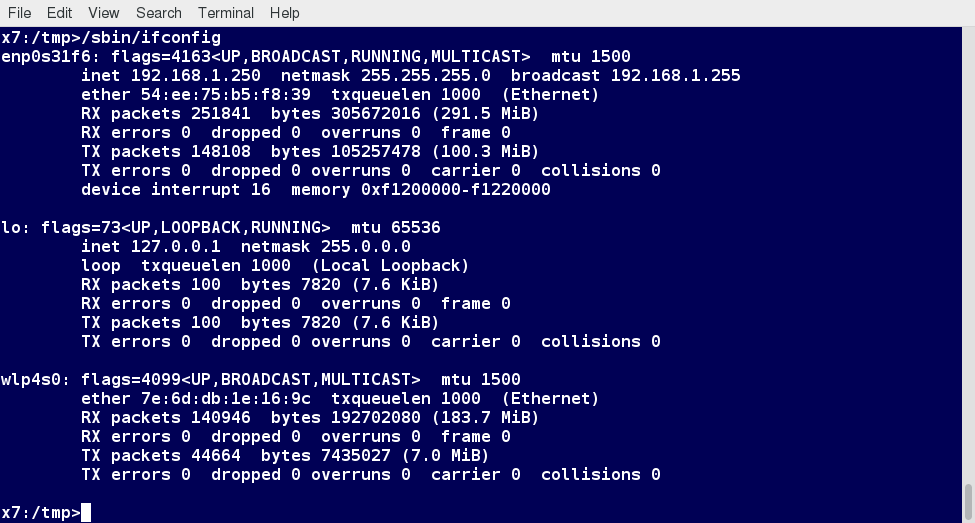 File Edit View Search Terminal Help
x7:/tmp>/sbin/ifconfig
enp0s31f6: flags=4163<UP,BROADCAST,RUNNING,MULTICAST>  mtu 1500
        inet 192.168.1.250  netmask 255.255.255.0  broadcast 192.168.1.255
        ether 54:ee:75:b5:f8:39  txqueuelen 1000  (Ethernet)
        RX packets 251841  bytes 305672016 (291.5 MiB)
        RX errors 0  dropped 0  overruns 0  frame 0
        TX packets 148108  bytes 105257478 (100.3 MiB)
        TX errors 0  dropped 0 overruns 0  carrier 0  collisions 0
        device interrupt 16  memory 0xf1200000-f1220000

lo: flags=73<UP,LOOPBACK,RUNNING>  mtu 65536
        inet 127.0.0.1  netmask 255.0.0.0
        loop  txqueuelen 1000  (Local Loopback)
        RX packets 100  bytes 7820 (7.6 KiB)
        RX errors 0  dropped 0  overruns 0  frame 0
        TX packets 100  bytes 7820 (7.6 KiB)
        TX errors 0  dropped 0 overruns 0  carrier 0  collisions 0

wlp4s0: flags=4099<UP,BROADCAST,MULTICAST>  mtu 1500
        ether 7e:6d:db:1e:16:9c  txqueuelen 1000  (Ethernet)
        RX packets 140946  bytes 192702080 (183.7 MiB)
        RX errors 0  dropped 0  overruns 0  frame 0
        TX packets 44664  bytes 7435027 (7.0 MiB)
        TX errors 0  dropped 0 overruns 0  carrier 0  collisions 0

x7:/tmp>